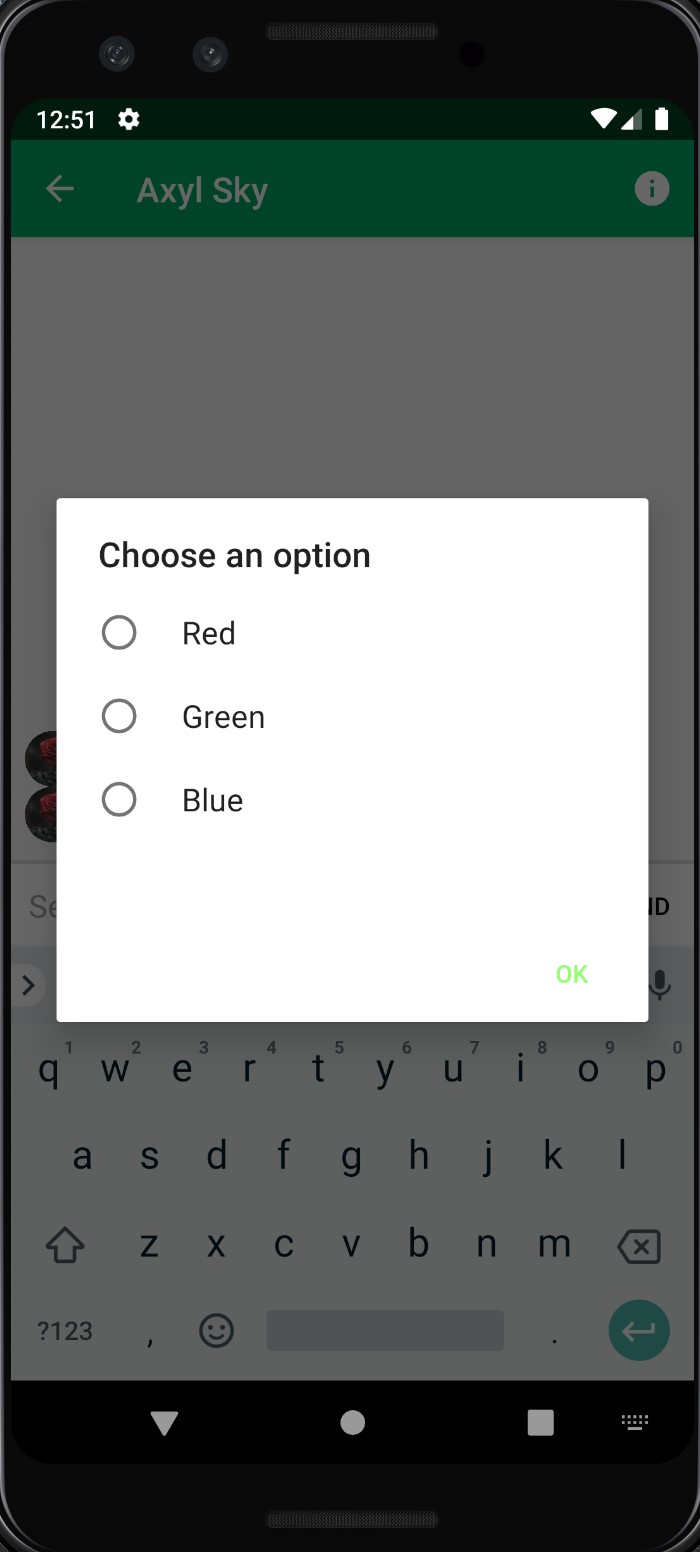 12:51
Axyl Sky
Choose an option
Red
Green
Blue
Se
ND
OK
1 2 3 4 5 6 7 8 9 0
q w e r t y u i o p
a s d f g h j k l
z x c v b n m
?123 , .